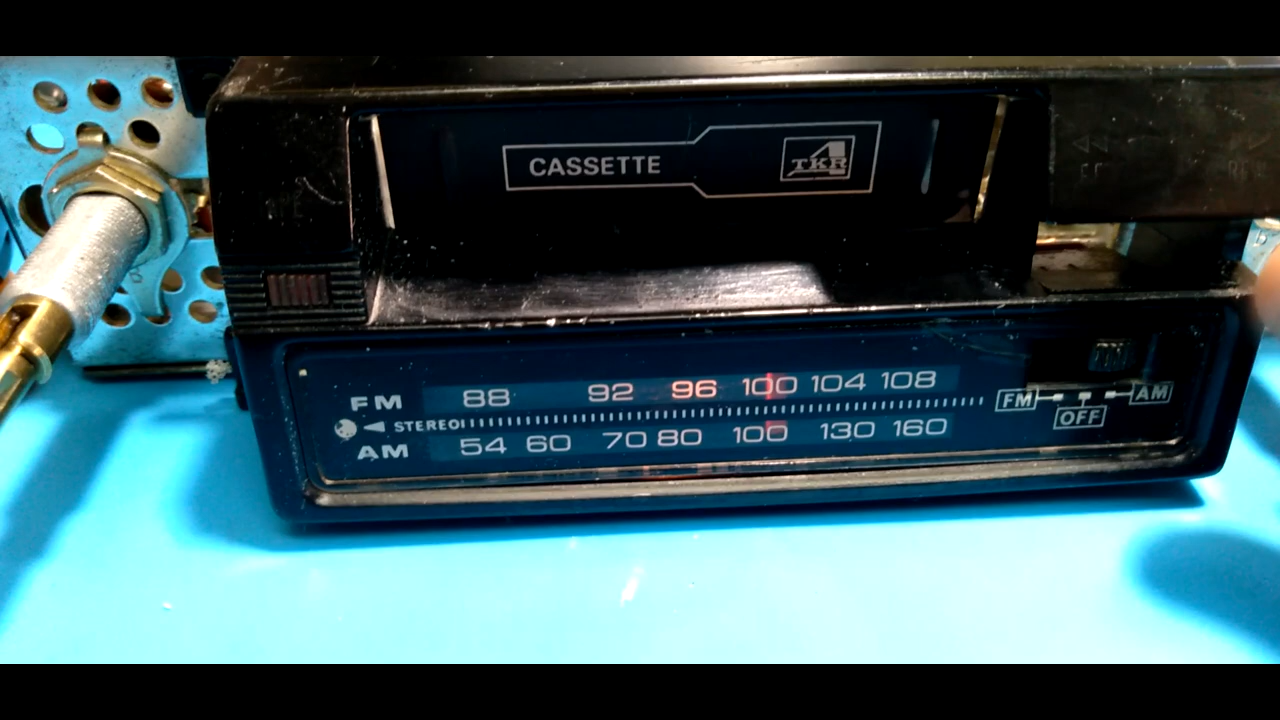 CASSETTE TKR
FM 88 92 96 100 104 108
STEREO
AM 54 60 70 80 100 130 160
FM OFF AM